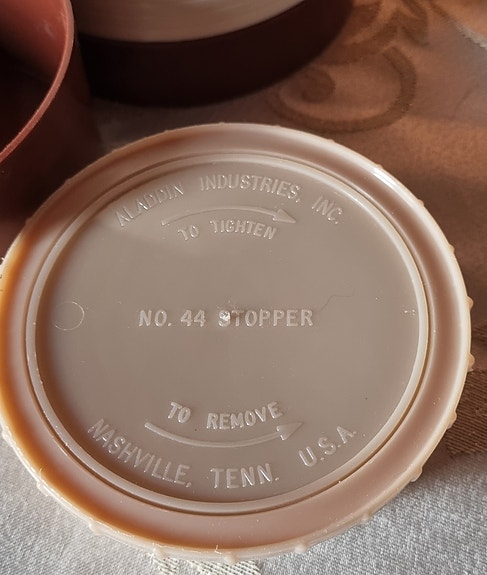 ALADDIN INDUSTRIES, INC.
TO TIGHTEN
NO. 44 STOPPER
TO REMOVE
NASHVILLE, TENN. U.S.A.